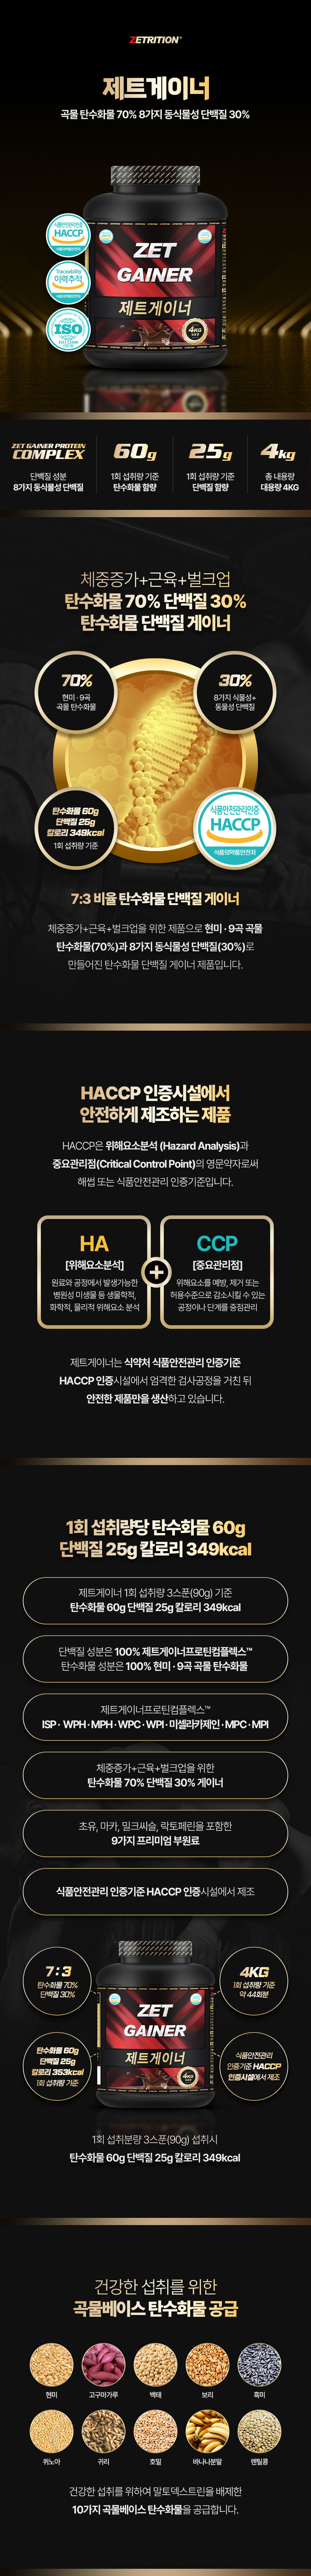 ZETRITION
제트게이너
곡물 탄수화물 70% 8가지 동식물성 단백질 30%
식품안전관리인증
HACCP
식품의약품안전처
Traceability
이력추적
식품의약품안전처
ISO
ZET
GAINER
제트게이너
4KG
ZET GAINER PROTEIN
COMPLEX
단백질 성분
8가지 동식물성 단백질
60g
1회 섭취량 기준
탄수화물 함량
25g
1회 섭취량 기준
단백질 함량
4kg
총 내용량
대용량 4KG
체중증가+근육+벌크업
탄수화물 70% 단백질 30%
탄수화물 단백질 게이너
70%
현미·9곡
곡물 탄수화물
30%
8가지 식물성+
동물성 단백질
탄수화물 60g
단백질 25g
칼로리 349kcal
1회 섭취량 기준
식품안전관리인증
HACCP
식품의약품안전처
7:3 비율 탄수화물 단백질 게이너
체중증가+근육+벌크업을 위한 제품으로 현미·9곡 곡물
탄수화물(70%)과 8가지 동식물성 단백질(30%)로
만들어진 탄수화물 단백질 게이너 제품입니다.
HACCP 인증시설에서
안전하게 제조하는 제품
HACCP은 위해요소분석 (Hazard Analysis)과
중요관리점(Critical Control Point)의 영문약자로써
해썹 또는 식품안전관리 인증기준입니다.
HA
[위해요소분석]
원료와 공정에서 발생가능한
병원성 미생물 등 생물학적,
화학적, 물리적 위해요소 분석
+
CCP
[중요관리점]
위해요소를 예방, 제거 또는
허용수준으로 감소시킬 수 있는
공정이나 단계를 중점관리
제트게이너는 식약처 식품안전관리 인증기준
HACCP 인증시설에서 엄격한 검사공정을 거친 뒤
안전한 제품만을 생산하고 있습니다.
1회 섭취량당 탄수화물 60g
단백질 25g 칼로리 349kcal
제트게이너 1회 섭취량 3스푼(90g) 기준
탄수화물 60g 단백질 25g 칼로리 349kcal
단백질 성분은 100% 제트게이너프로틴컴플렉스™
탄수화물 성분은 100% 현미·9곡 곡물 탄수화물
제트게이너프로틴컴플렉스™
ISP · WPH · MPH · WPC · WPI · 미셀라카제인 · MPC · MPI
체중증가+근육+벌크업을 위한
탄수화물 70% 단백질 30% 게이너
초유, 마카, 밀크씨슬, 락토페린을 포함한
9가지 프리미엄 부원료
식품안전관리 인증기준 HACCP 인증시설에서 제조
7:3
탄수화물 70%
단백질 30%
4KG
1회 섭취량 기준
약 44회분
ZET
GAINER
제트게이너
4KG
탄수화물 60g
단백질 25g
칼로리 353kcal
1회 섭취량 기준
식품안전관리
인증기준 HACCP
인증시설에서 제조
1회 섭취분량 3스푼(90g) 섭취시
탄수화물 60g 단백질 25g 칼로리 349kcal
건강한 섭취를 위한
곡물베이스 탄수화물 공급
현미
고구마가루
백태
보리
흑미
퀴노아
귀리
호밀
바나나분말
렌틸콩
건강한 섭취를 위하여 말토덱스트린을 배제한
10가지 곡물베이스 탄수화물을 공급합니다.